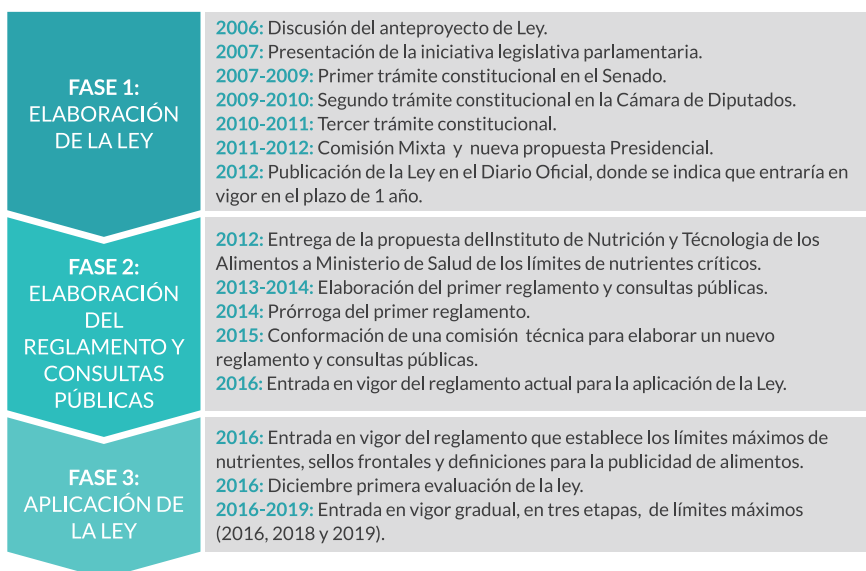 FASE 1:
ELABORACIÓN
DE LA LEY
2006: Discusión del anteproyecto de Ley.
2007: Presentación de la iniciativa legislativa parlamentaria.
2007-2009: Primer trámite constitucional en el Senado.
2009-2010: Segundo trámite constitucional en la Cámara de Diputados.
2010-2011: Tercer trámite constitucional.
2011-2012: Comisión Mixta y nueva propuesta Presidencial.
2012: Publicación de la Ley en el Diario Oficial, donde se indica que entraría en
vigor en el plazo de 1 año.
FASE 2:
ELABORACIÓN
DEL
REGLAMENTO Y
CONSULTAS
PÚBLICAS
2012: Entrega de la propuesta delInstituto de Nutrición y Técnologia de los
Alimentos a Ministerio de Salud de los límites de nutrientes críticos.
2013-2014: Elaboración del primer reglamento y consultas públicas.
2014: Prórroga del primer reglamento.
2015: Conformación de una comisión técnica para elaborar un nuevo
reglamento y consultas públicas.
2016: Entrada en vigor del reglamento actual para la aplicación de la Ley.
FASE 3:
APLICACIÓN DE
LA LEY
2016: Entrada en vigor del reglamento que establece los límites máximos de
nutrientes, sellos frontales y definiciones para la publicidad de alimentos.
2016: Diciembre primera evaluación de la ley.
2016-2019: Entrada en vigor gradual, en tres etapas, de límites máximos
(2016, 2018 y 2019).